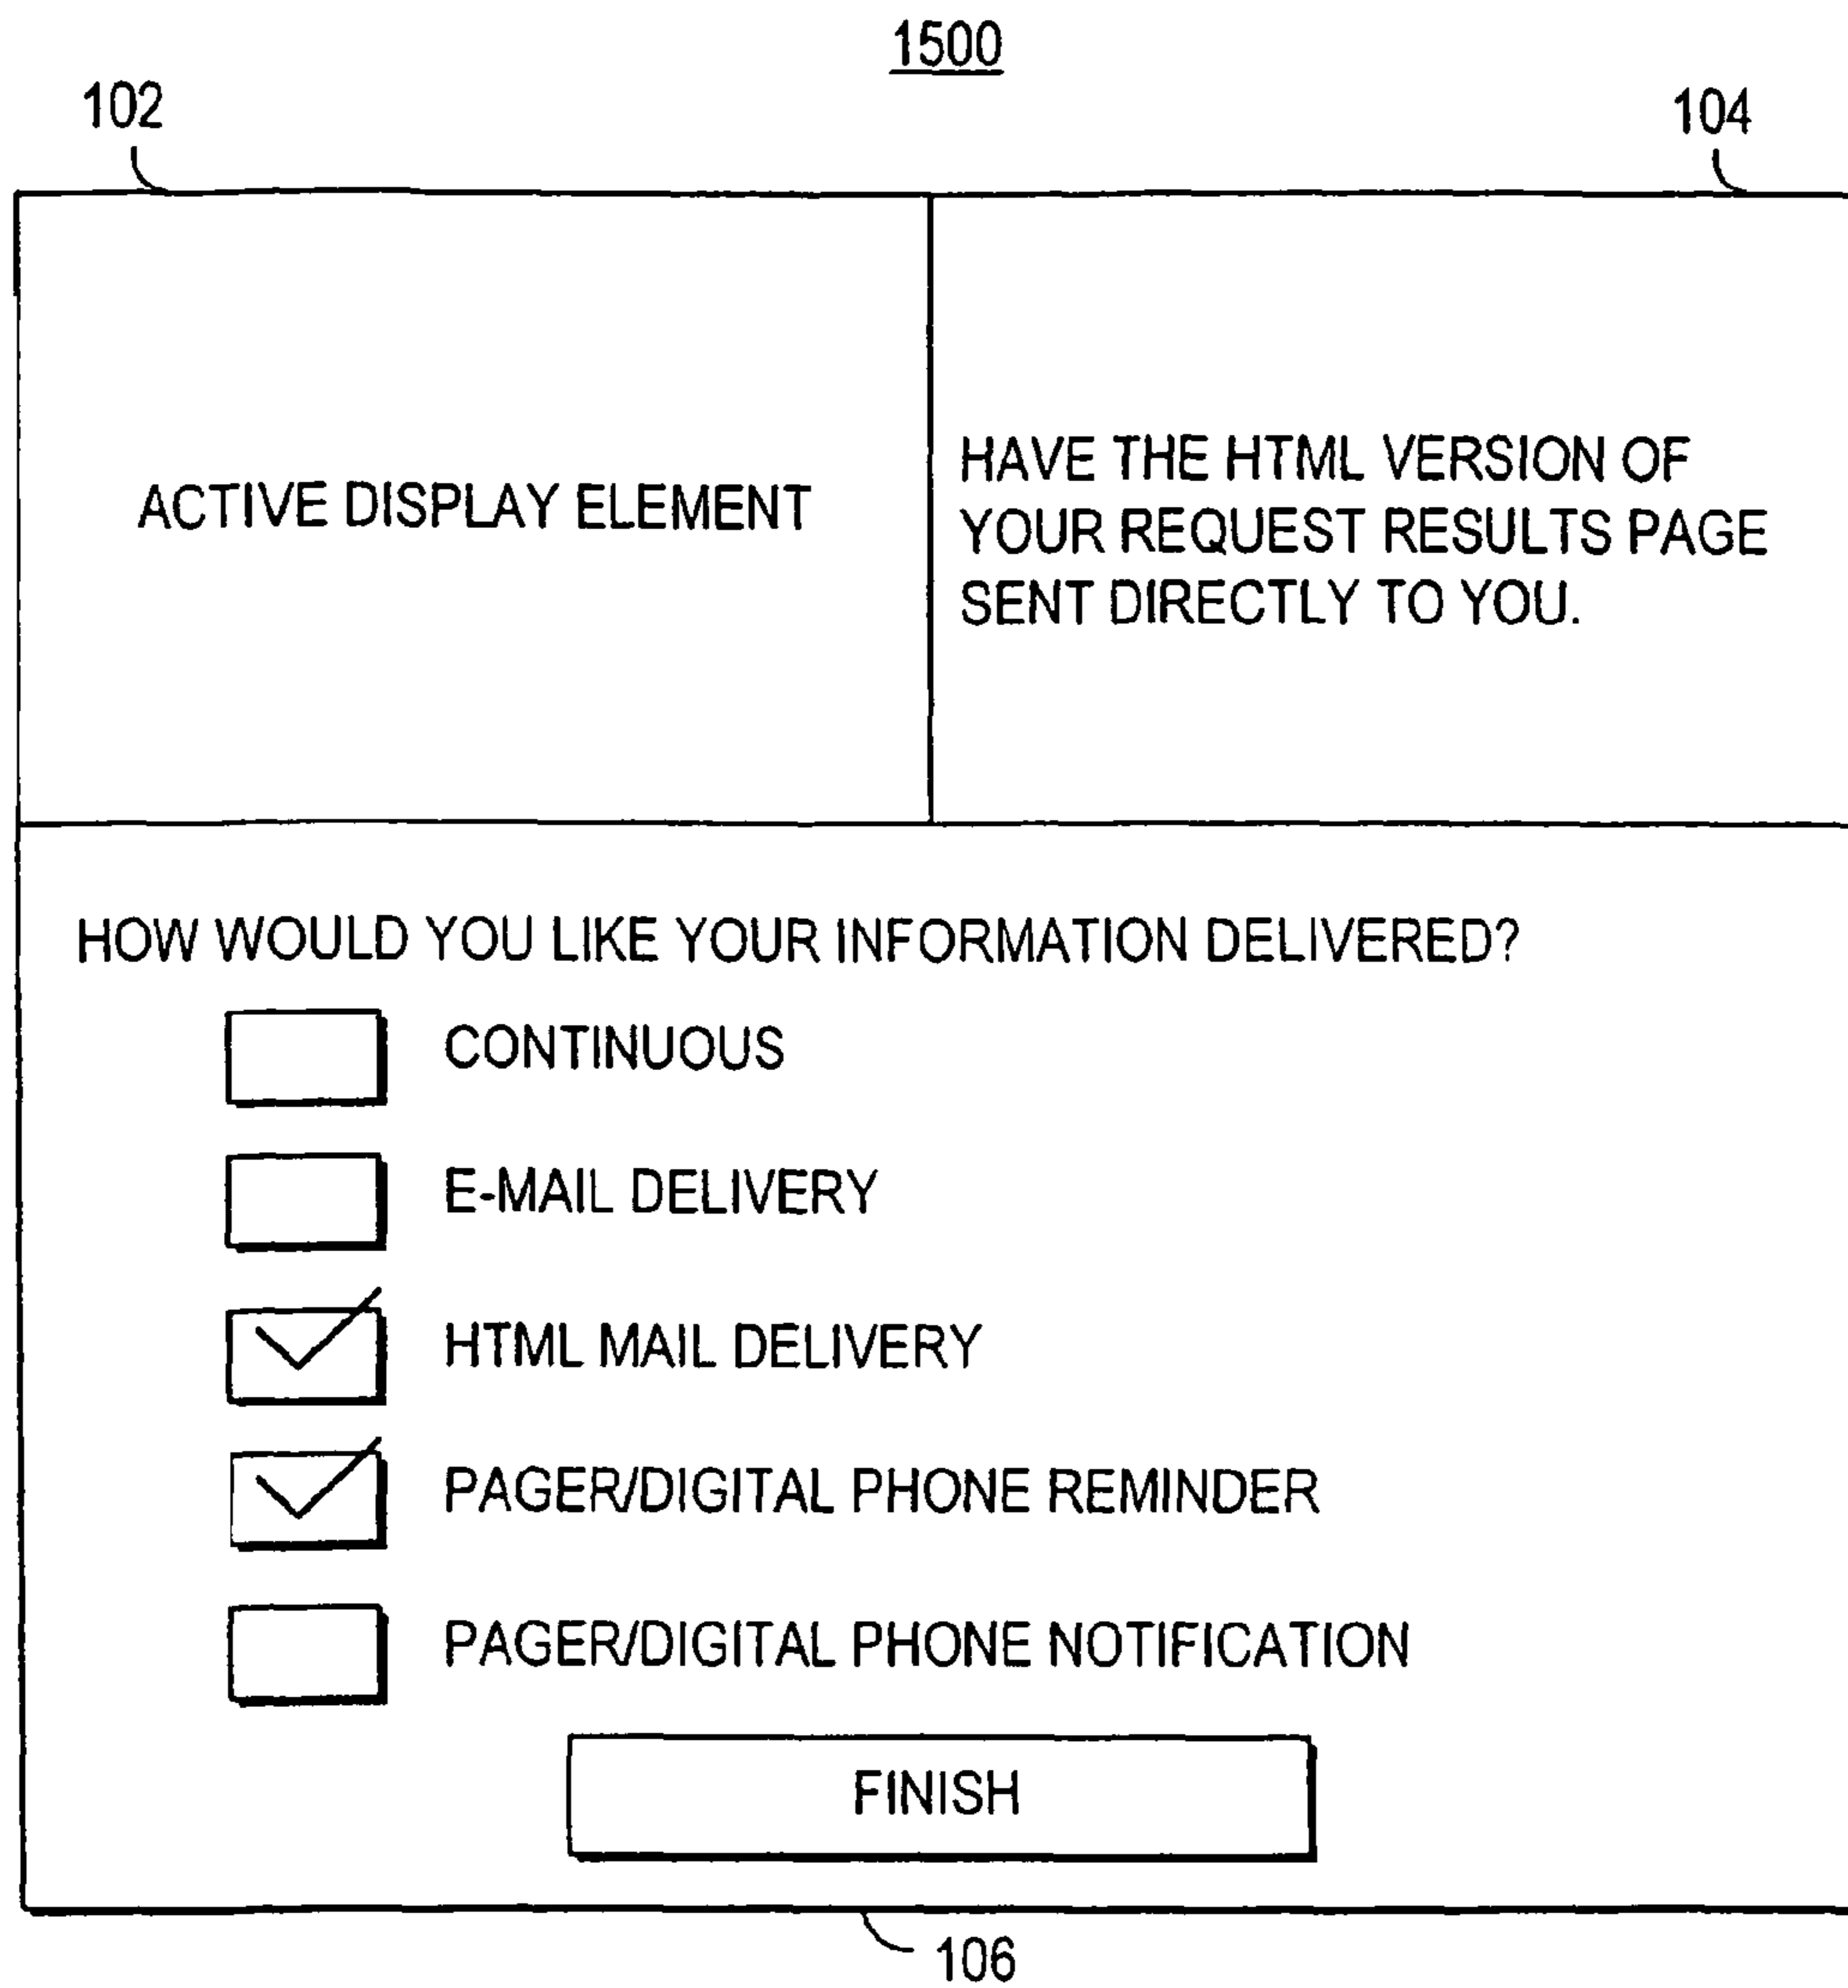 1500
102
104
ACTIVE DISPLAY ELEMENT
HAVE THE HTML VERSION OF
YOUR REQUEST RESULTS PAGE
SENT DIRECTLY TO YOU.
HOW WOULD YOU LIKE YOUR INFORMATION DELIVERED?
CONTINUOUS
E-MAIL DELIVERY
HTML MAIL DELIVERY
PAGER/DIGITAL PHONE REMINDER
PAGER/DIGITAL PHONE NOTIFICATION
FINISH
106